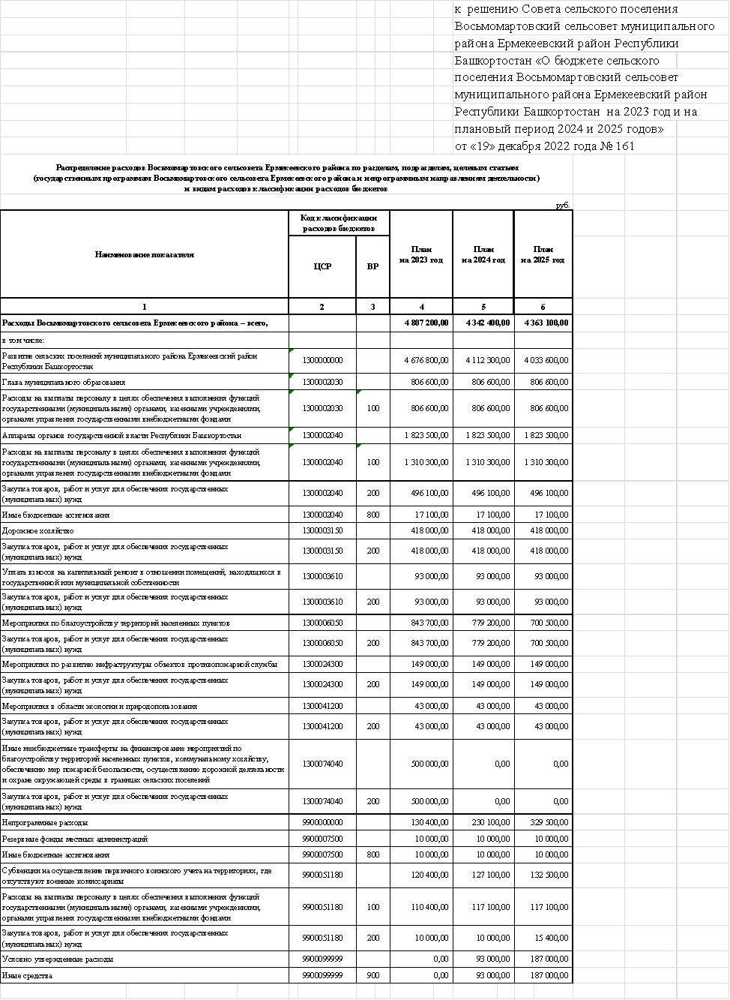 к решению Совета сельского поселения
Восьмомартовский сельсовет муниципального
района Ермекеевский район Республики
Башкортостан «О бюджете сельского
поселения Восьмомартовский сельсовет
муниципального района Ермекеевский район
Республики Башкортостан на 2023 год и на
плановый период 2024 и 2025 годов»
от «19» декабря 2022 года № 161
Распределение расходов Восьмомартовского сельсовета Ермекеевского района по разделам, подразделам, целевым статьям
(государственным программам Восьмомартовского сельсовета Ермекеевского района и непрограммным направлениям деятельности)
и видам расходов классификации расходов бюджетов
руб.
Наименование показателя
Код классификации
расходов бюджетов
ЦСР
ВР
План
на 2023 год
План
на 2024 год
План
на 2025 год
1 2 3 4 5 6
Расходы Восьмомартовского сельсовета Ермекеевского района – всего, 4 807 200,00 4 342 400,00 4 363 100,00
в том числе:
Развитие сельских поселений муниципального района Ермекеевский район
Республики Башкортостан 1300000000 4 676 800,00 4 112 300,00 4 033 600,00
Глава муниципального образования 1300002030 806 600,00 806 600,00 806 600,00
Расходы на выплаты персоналу в целях обеспечения выполнения функций
государственными (муниципальными) органами, казенными учреждениями,
органами управления государственными внебюджетными фондами 1300002030 100 806 600,00 806 600,00 806 600,00
Аппараты органов государственной власти Республики Башкортостан 1300002040 1 823 500,00 1 823 500,00 1 823 500,00
Расходы на выплаты персоналу в целях обеспечения выполнения функций
государственными (муниципальными) органами, казенными учреждениями,
органами управления государственными внебюджетными фондами 1300002040 100 1 310 300,00 1 310 300,00 1 310 300,00
Закупка товаров, работ и услуг для обеспечения государственных
(муниципальных) нужд 1300002040 200 496 100,00 496 100,00 496 100,00
Иные бюджетные ассигнования 1300002040 800 17 100,00 17 100,00 17 100,00
Дорожное хозяйство 1300003150 418 000,00 418 000,00 418 000,00
Закупка товаров, работ и услуг для обеспечения государственных
(муниципальных) нужд 1300003150 200 418 000,00 418 000,00 418 000,00
Уплата взносов на капитальный ремонт в отношении помещений, находящихся в
государственной или муниципальной собственности 1300003610 93 000,00 93 000,00 93 000,00
Закупка товаров, работ и услуг для обеспечения государственных
(муниципальных) нужд 1300003610 200 93 000,00 93 000,00 93 000,00
Мероприятия по благоустройству территорий населенных пунктов 1300006050 843 700,00 779 200,00 700 500,00
Закупка товаров, работ и услуг для обеспечения государственных
(муниципальных) нужд 1300006050 200 843 700,00 779 200,00 700 500,00
Мероприятия по развитию инфраструктуры объектов противопожарной службы 1300024300 149 000,00 149 000,00 149 000,00
Закупка товаров, работ и услуг для обеспечения государственных
(муниципальных) нужд 1300024300 200 149 000,00 149 000,00 149 000,00
Мероприятия в области экологии и природопользования 1300041200 43 000,00 43 000,00 43 000,00
Закупка товаров, работ и услуг для обеспечения государственных
(муниципальных) нужд 1300041200 200 43 000,00 43 000,00 43 000,00
Иные межбюджетные трансферты на финансирование мероприятий по
благоустройству территорий населенных пунктов, коммунальному хозяйству,
обеспечению мер пожарной безопасности, осуществлению дорожной деятельности
и охране окружающей среды в границах сельских поселений 1300074040 500 000,00 0,00 0,00
Закупка товаров, работ и услуг для обеспечения государственных
(муниципальных) нужд 1300074040 200 500 000,00 0,00 0,00
Непрограммные расходы 9900000000 130 400,00 230 100,00 329 500,00
Резервные фонды местных администраций 9900007500 10 000,00 10 000,00 10 000,00
Иные бюджетные ассигнования 9900007500 800 10 000,00 10 000,00 10 000,00
Субвенции на осуществление первичного воинского учета на территориях, где
отсутствуют военные комиссариаты 9900051180 120 400,00 127 100,00 132 500,00
Расходы на выплаты персоналу в целях обеспечения выполнения функций
государственными (муниципальными) органами, казенными учреждениями,
органами управления государственными внебюджетными фондами 9900051180 100 110 400,00 117 100,00 117 100,00
Закупка товаров, работ и услуг для обеспечения государственных
(муниципальных) нужд 9900051180 200 10 000,00 10 000,00 15 400,00
Условно утвержденные расходы 9900099999 0,00 93 000,00 187 000,00
Иные средства 9900099999 900 0,00 93 000,00 187 000,00